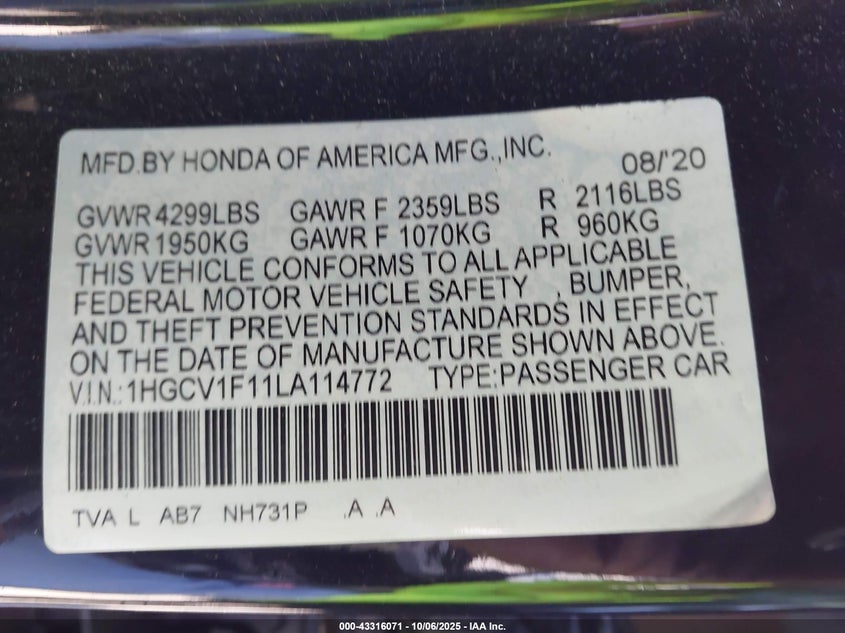 MFD.BY HONDA OF AMERICA MFG.,INC. 08/'20
GVWR 4299LBS GAWR F 2359LBS R 2116LBS
GVWR 1950KG GAWR F 1070KG R 960KG
THIS VEHICLE CONFORMS TO ALL APPLICABLE
FEDERAL MOTOR VEHICLE SAFETY , BUMPER,
AND THEFT PREVENTION STANDARDS IN EFFECT
ON THE DATE OF MANUFACTURE SHOWN ABOVE.
V.I.N.:1HGCV1F11LA114772 TYPE:PASSENGER CAR
TVA L AB7 NH731P .A .A
000-43316071 - 10/06/2025 - IAA Inc.